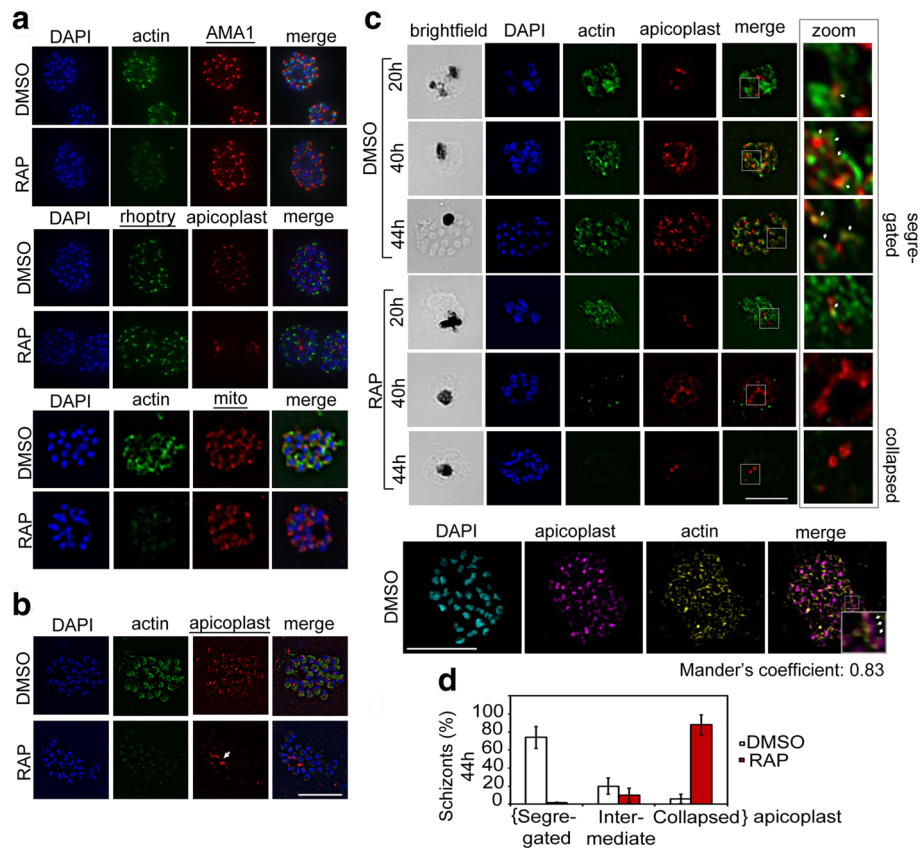 a
DAPI actin AMA1 merge
DMSO
RAP
DAPI rhoptry apicoplast merge
DMSO
RAP
DAPI actin mito merge
DMSO
RAP
b
DAPI actin apicoplast merge
DMSO
RAP
c
brightfield DAPI actin apicoplast merge zoom
DMSO
20h
40h
44h
RAP
20h
40h
44h
segre-
gated
collapsed
DAPI apicoplast actin merge
DMSO
Mander's coefficient: 0.83
d
Schizonts (%)
44h
100
80
60
40
20
0
DMSO
RAP
{Segre- Inter- Collapsed } apicoplast
gated mediate